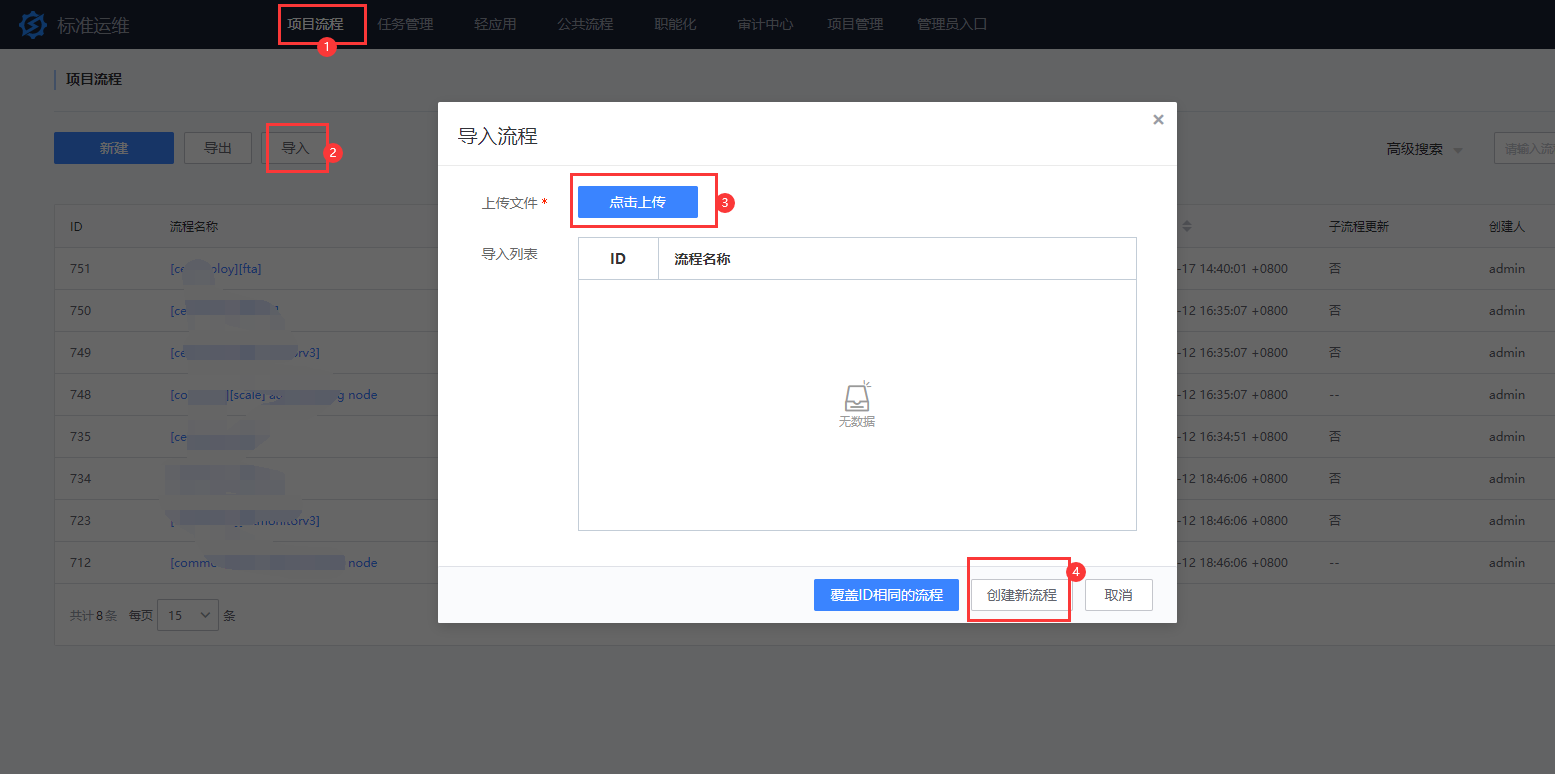 标准运维 项目流程 任务管理 轻应用 公共流程 职能化 审计中心 项目管理 管理员入口
1
项目流程
导入流程
×
新建 导出 导入 2
高级搜索 请输入流
上传文件 * 点击上传 3
导入列表
ID 流程名称
无数据
覆盖ID相同的流程 创建新流程 取消
4
ID 流程名称 子流程更新 创建人
751 [ce ploy][fta] -17 14:40:01 +0800 否 admin
750 [ce ] -12 16:35:07 +0800 否 admin
749 [ce rv3] -12 16:35:07 +0800 否 admin
748 [co ][scale] g node -12 16:35:07 +0800 -- admin
735 [ce -12 16:34:51 +0800 否 admin
734 -12 18:46:06 +0800 否 admin
723 [ onitorv3] -12 18:46:06 +0800 否 admin
712 [comm node -12 18:46:06 +0800 -- admin
共计8条 每页 15 条